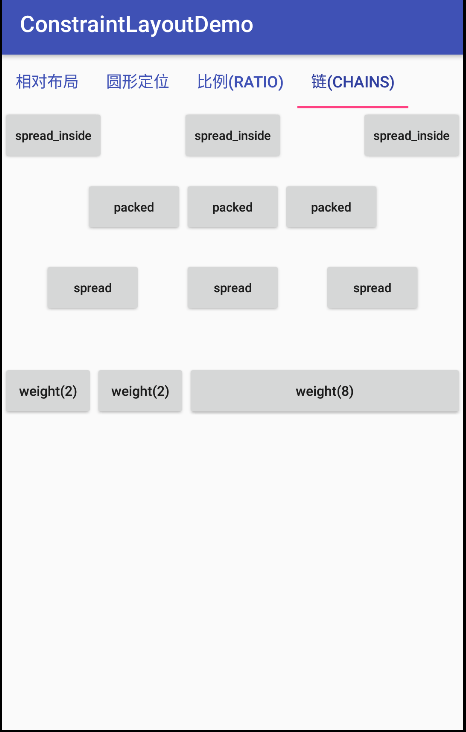 ConstraintLayoutDemo
相对布局 圆形定位 比例(RATIO) 链(CHAINS)
spread_inside spread_inside spread_inside
packed packed packed
spread spread spread
weight(2) weight(2) weight(8)